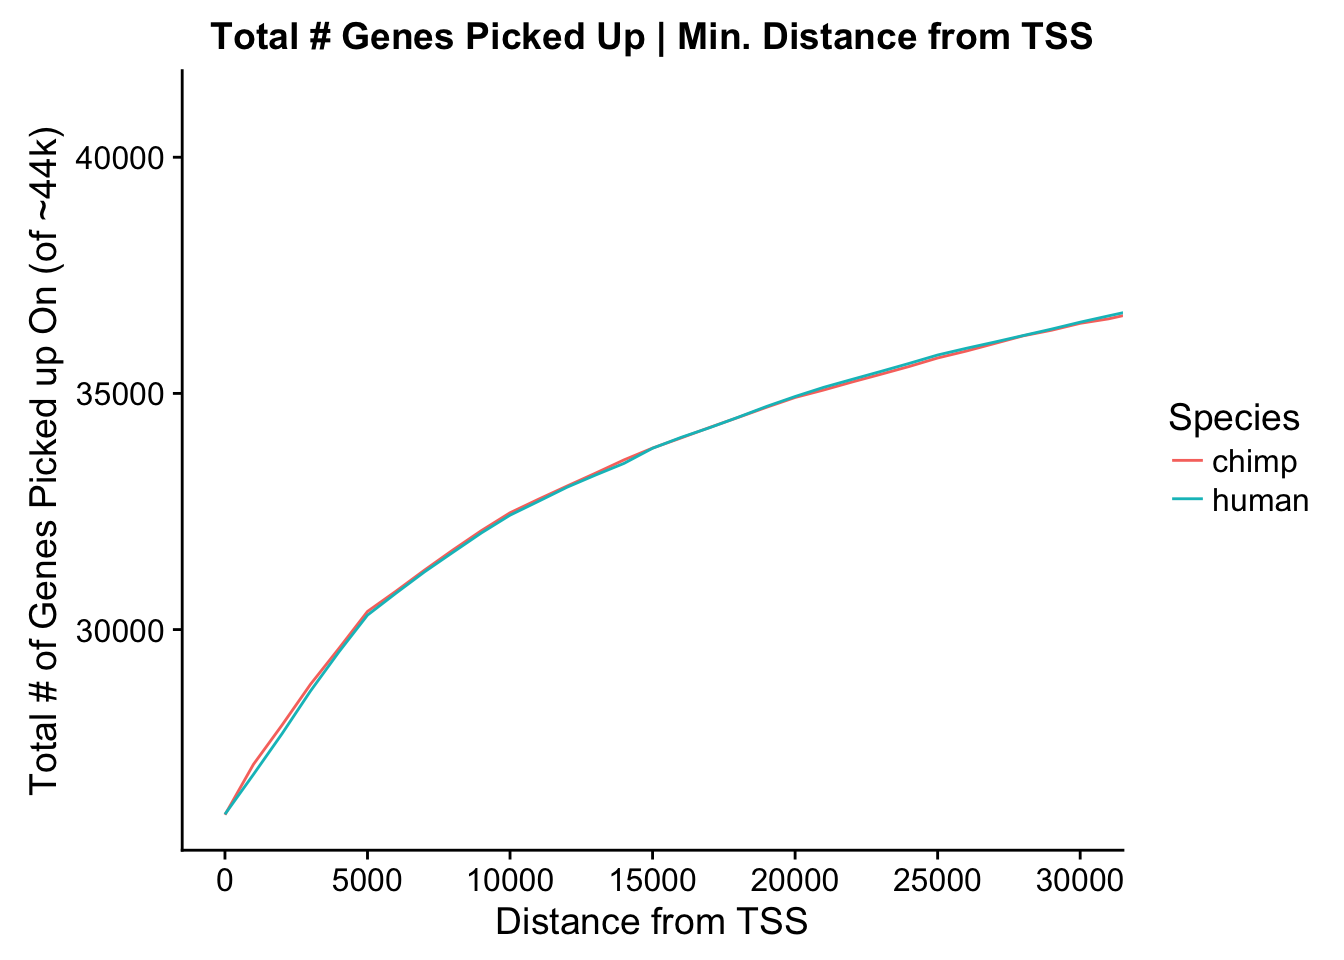 Total # Genes Picked Up | Min. Distance from TSS
Total # of Genes Picked up On (of ~44k)
40000
35000
30000
0 5000 10000 15000 20000 25000 30000
Distance from TSS
Species
chimp
human